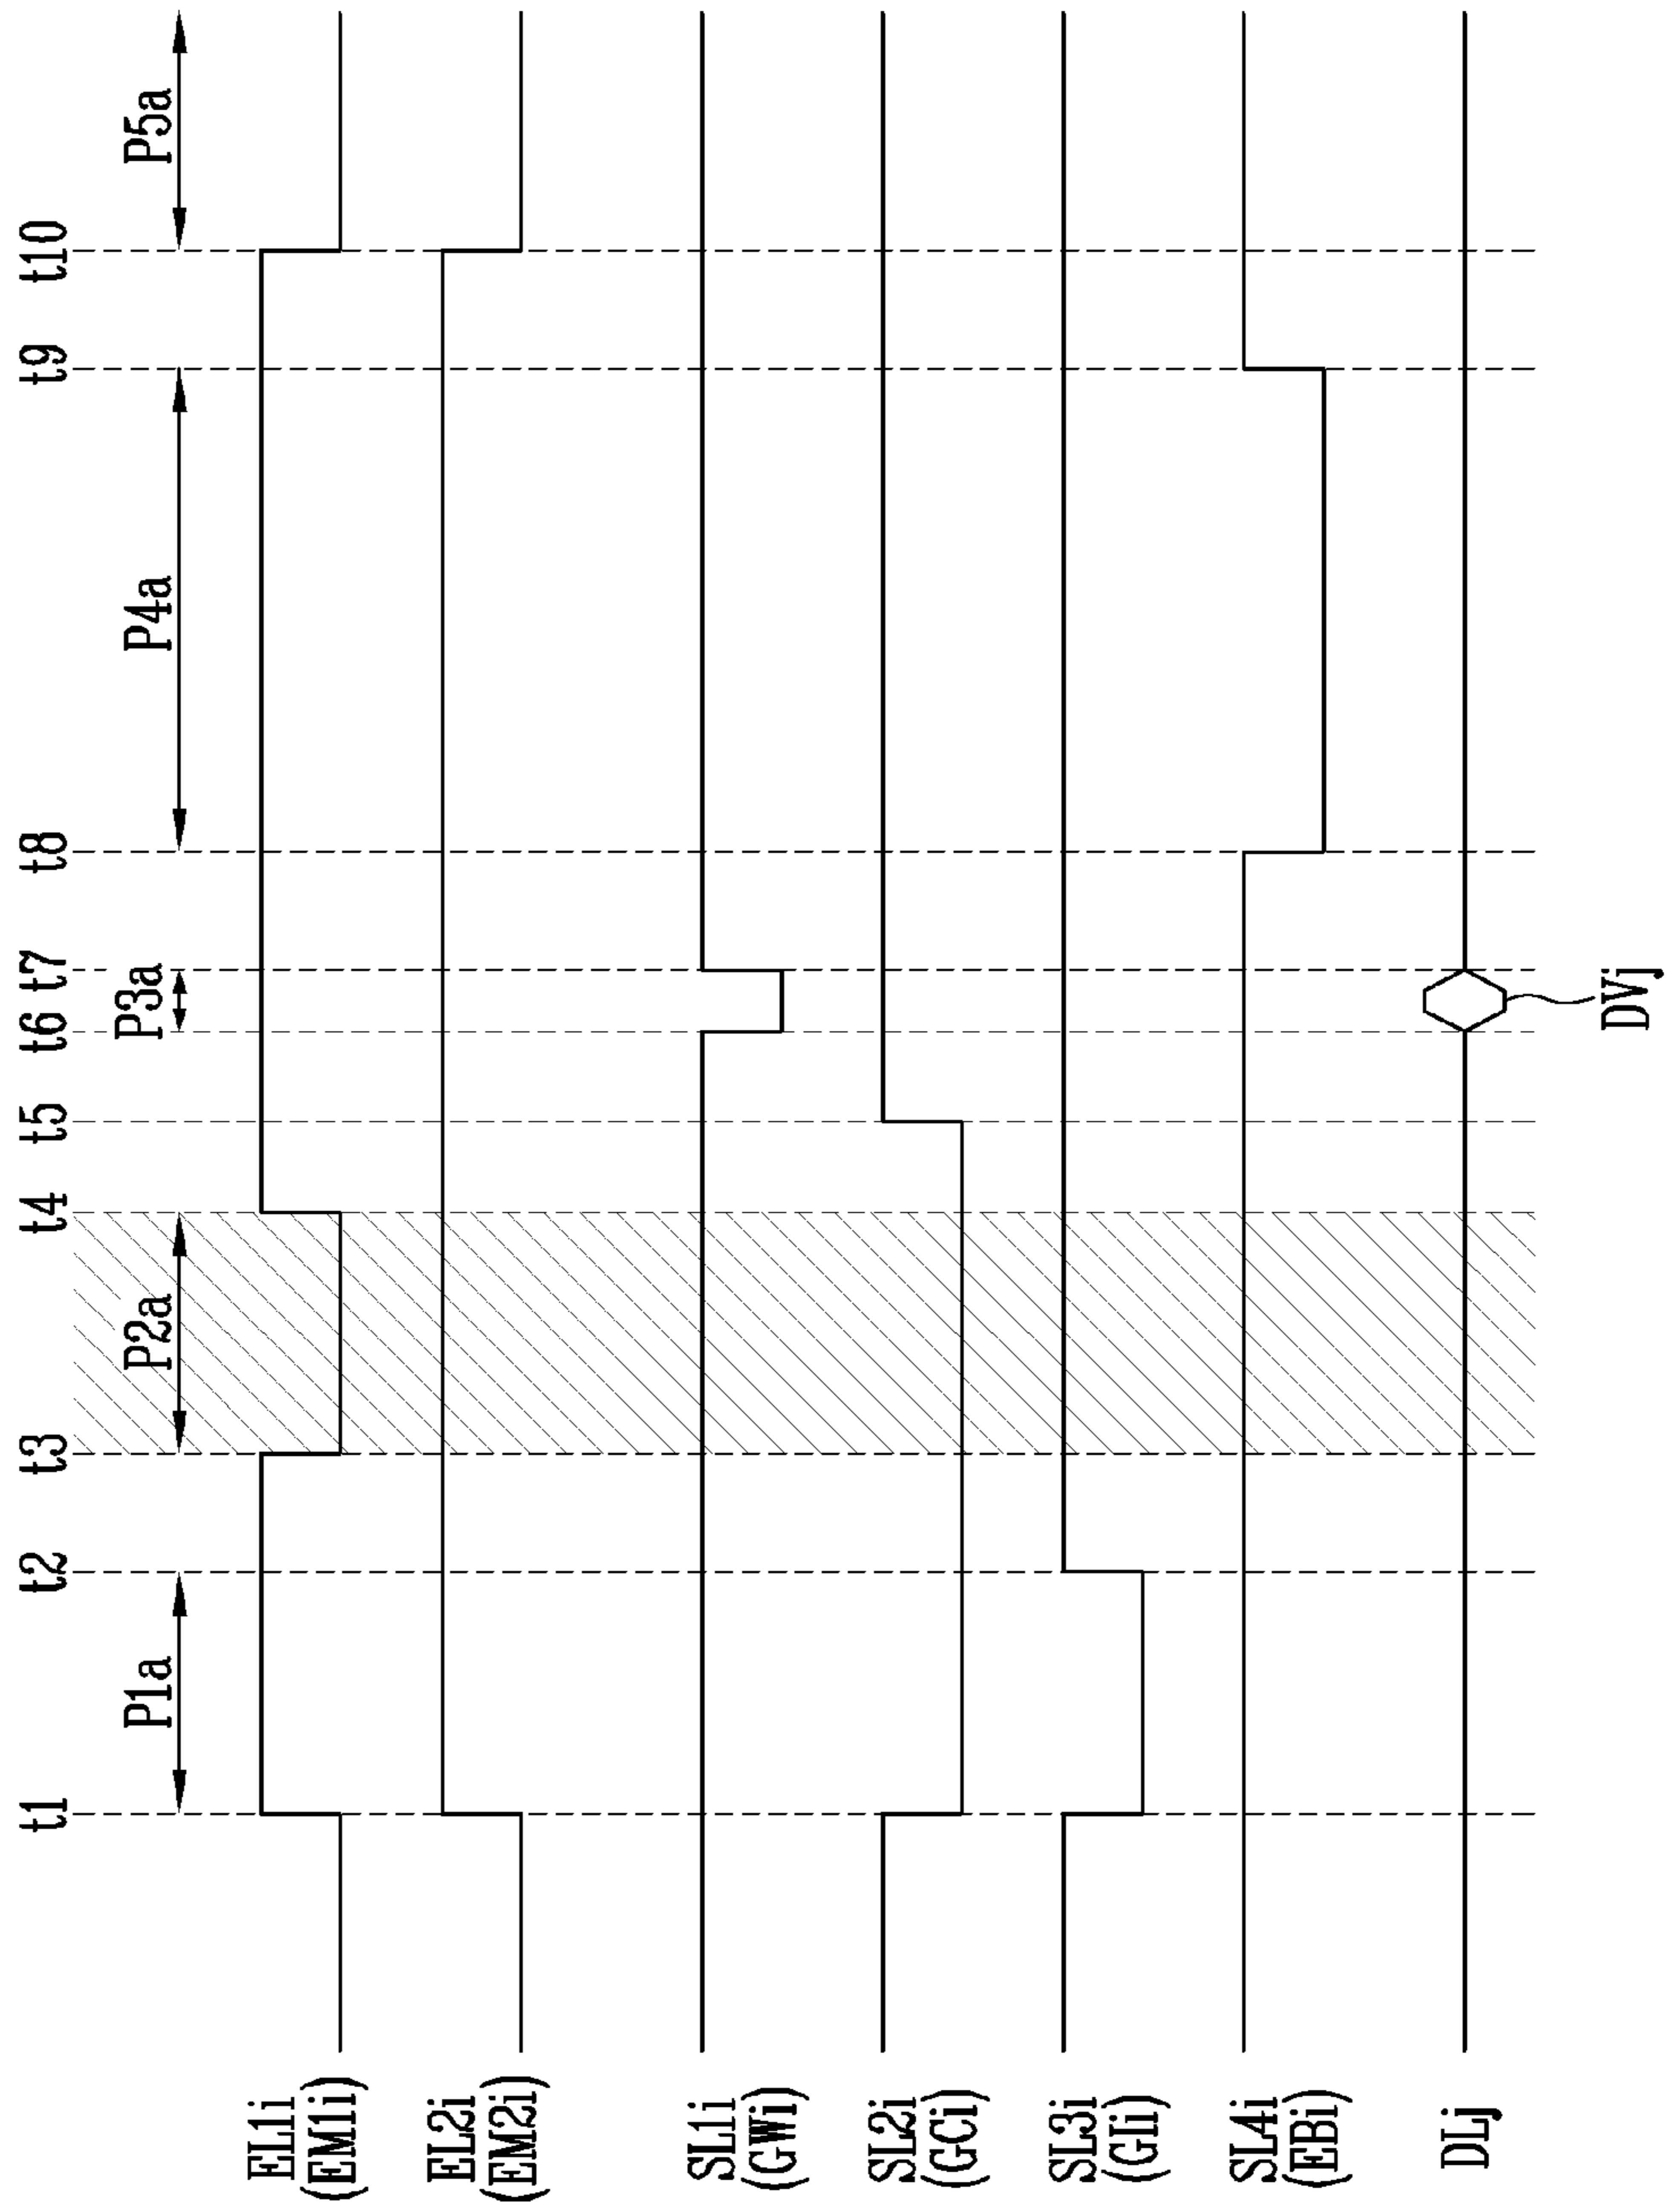 t1 t2 t3 t4 t5 t6 t7 t8 t9 t10
P1a P2a P3a P4a P5a
EL1i
(EM1i)
EL2i
(EM2i)
SL1i
(GWi)
SL2i
(GCi)
SL3i
(GIi)
SL4i
(EBi)
DLj
DVj